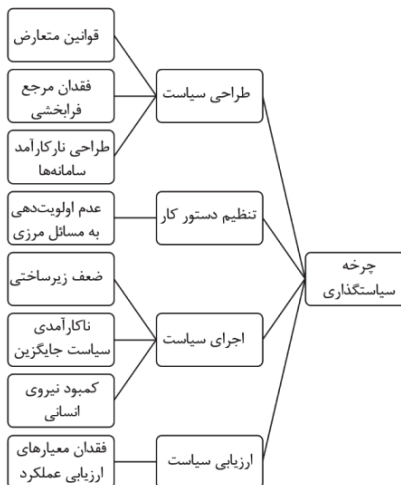 چرخه
سیاستگذاری
طراحی سیاست
قوانین متعارض
فقدان مرجع
فرابخشی
طراحی نارکارآمد
سامانه‌ها
تنظیم دستور کار
عدم اولویت‌دهی
به مسائل مرزی
اجرای سیاست
ضعف زیرساختی
ناکارآمدی
سیاست جایگزین
کمبود نیروی
انسانی
ارزیابی سیاست
فقدان معیارهای
ارزیابی عملکرد